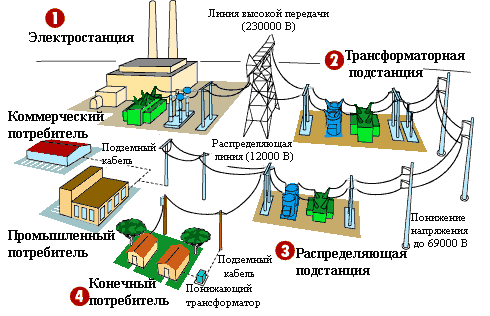 1
Электростанция
Линия высокой передачи
(230000 В)
2 Трансформаторная
подстанция
Коммерческий
потребитель
Подземный
кабель
Распределяющая
линия (12000 В)
Промышленный
потребитель
Понижение
напряжения
до 69000 В
3 Распределяющая
подстанция
Подземный
кабель
4 Конечный
потребитель
Понижающий
трансформатор